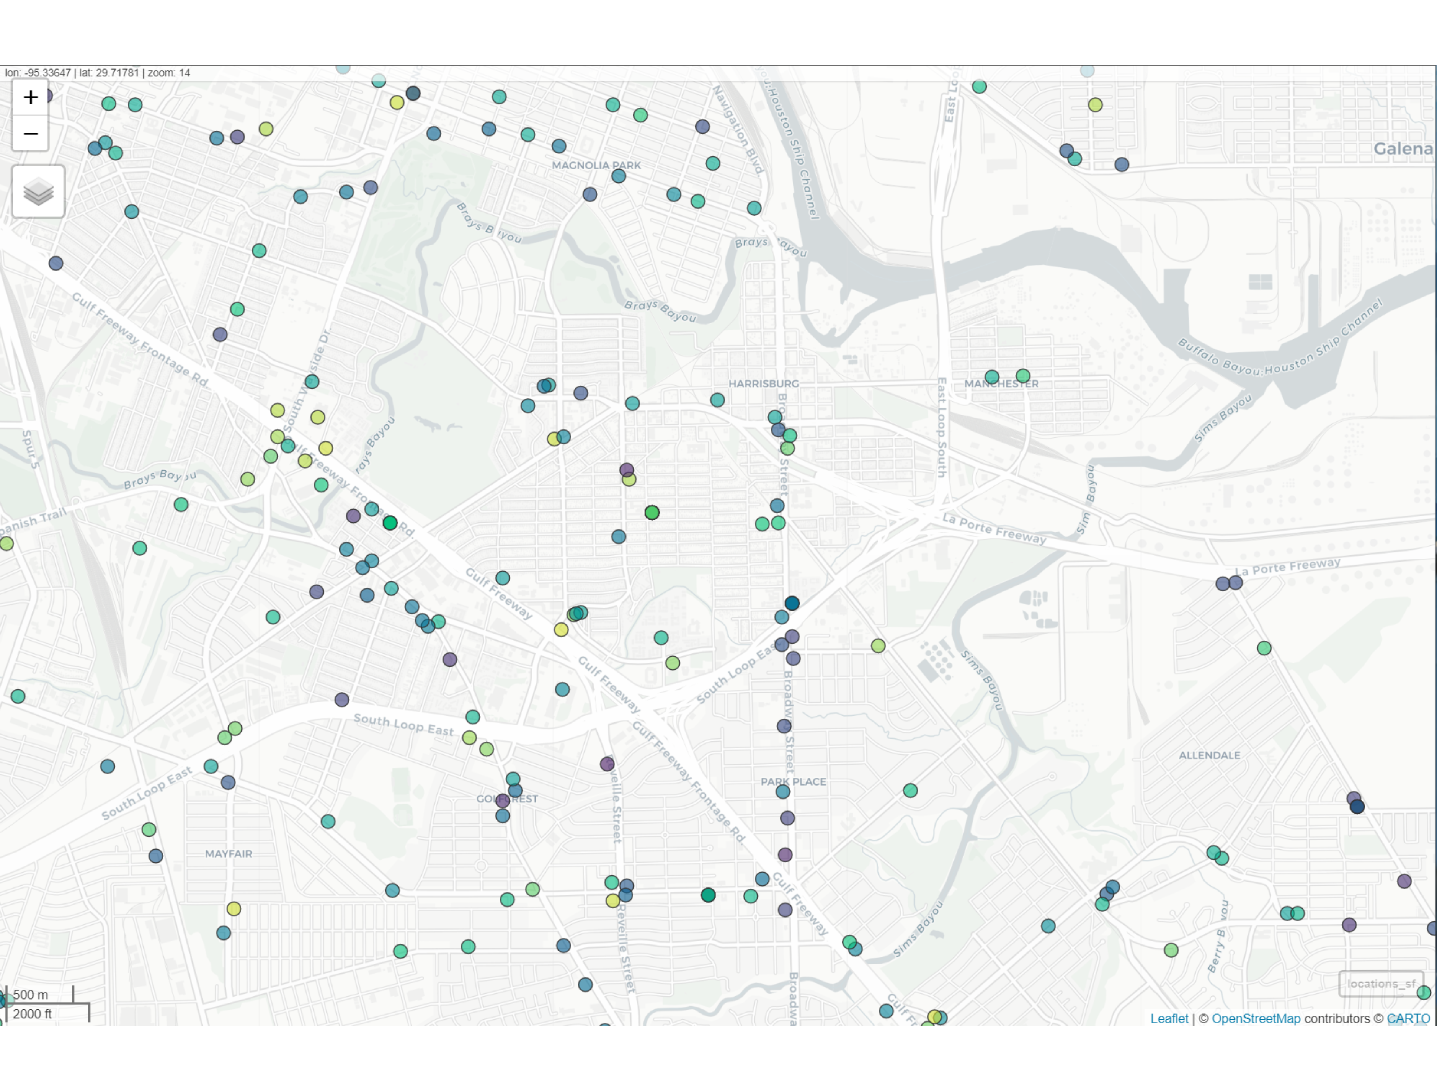 lon: -95.33647 | lat: 29.71781 | zoom: 14
+
−
East Loop
Navigation Blvd
Houston Ship Channel
Galena
MAGNOLIA PARK
Brays Bayou
Brays Bayou
Gulf Freeway Frontage Rd
Brays Bayou
Buffalo Bayou-Houston Ship Channel
South Wayside Dr
HARRISBURG
MANCHESTER
East Loop South
Sims Bayou
Spur 5
Brays Bayou
Brays Bayou
Gulf Freeway Frontage Rd
Broadway Street
Sims Bayou
Spanish Trail
La Porte Freeway
La Porte Freeway
Gulf Freeway
South Loop East
Gulf Freeway
Sims Bayou
South Loop East
Broadway Street
Gulf Freeway Frontage Rd
ALLENDALE
South Loop East
PARK PLACE
GOLFCREST
Reveille Street
MAYFAIR
Gulf Freeway
Reveille Street
Sims Bayou
Berry Bayou
Broadwa
Gulf Fr
locations_sf
500 m
2000 ft
Leaflet | © OpenStreetMap contributors © CARTO